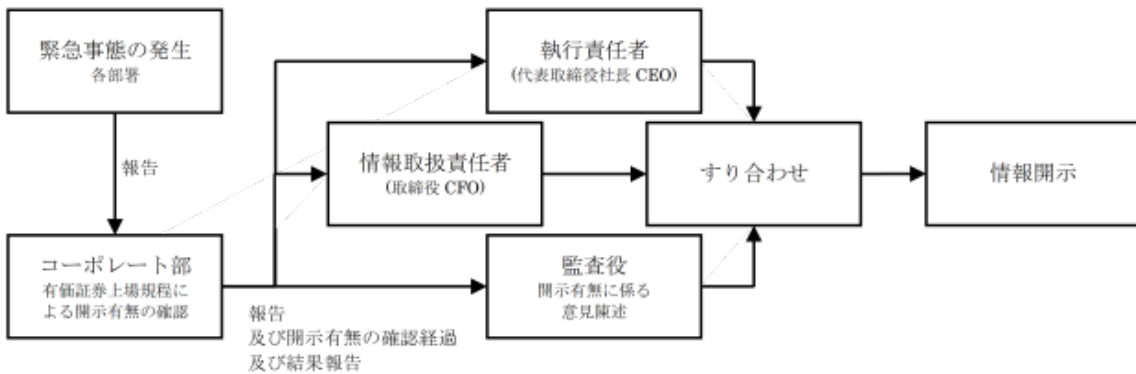 緊急事態の発生
各部署
報告
コーポレート部
有価証券上場規程に
よる開示有無の確認
報告
及び開示有無の確認経過
及び結果報告
執行責任者
(代表取締役社長 CEO)
情報取扱責任者
(取締役 CFO)
監査役
開示有無に係る
意見陳述
すり合わせ
情報開示